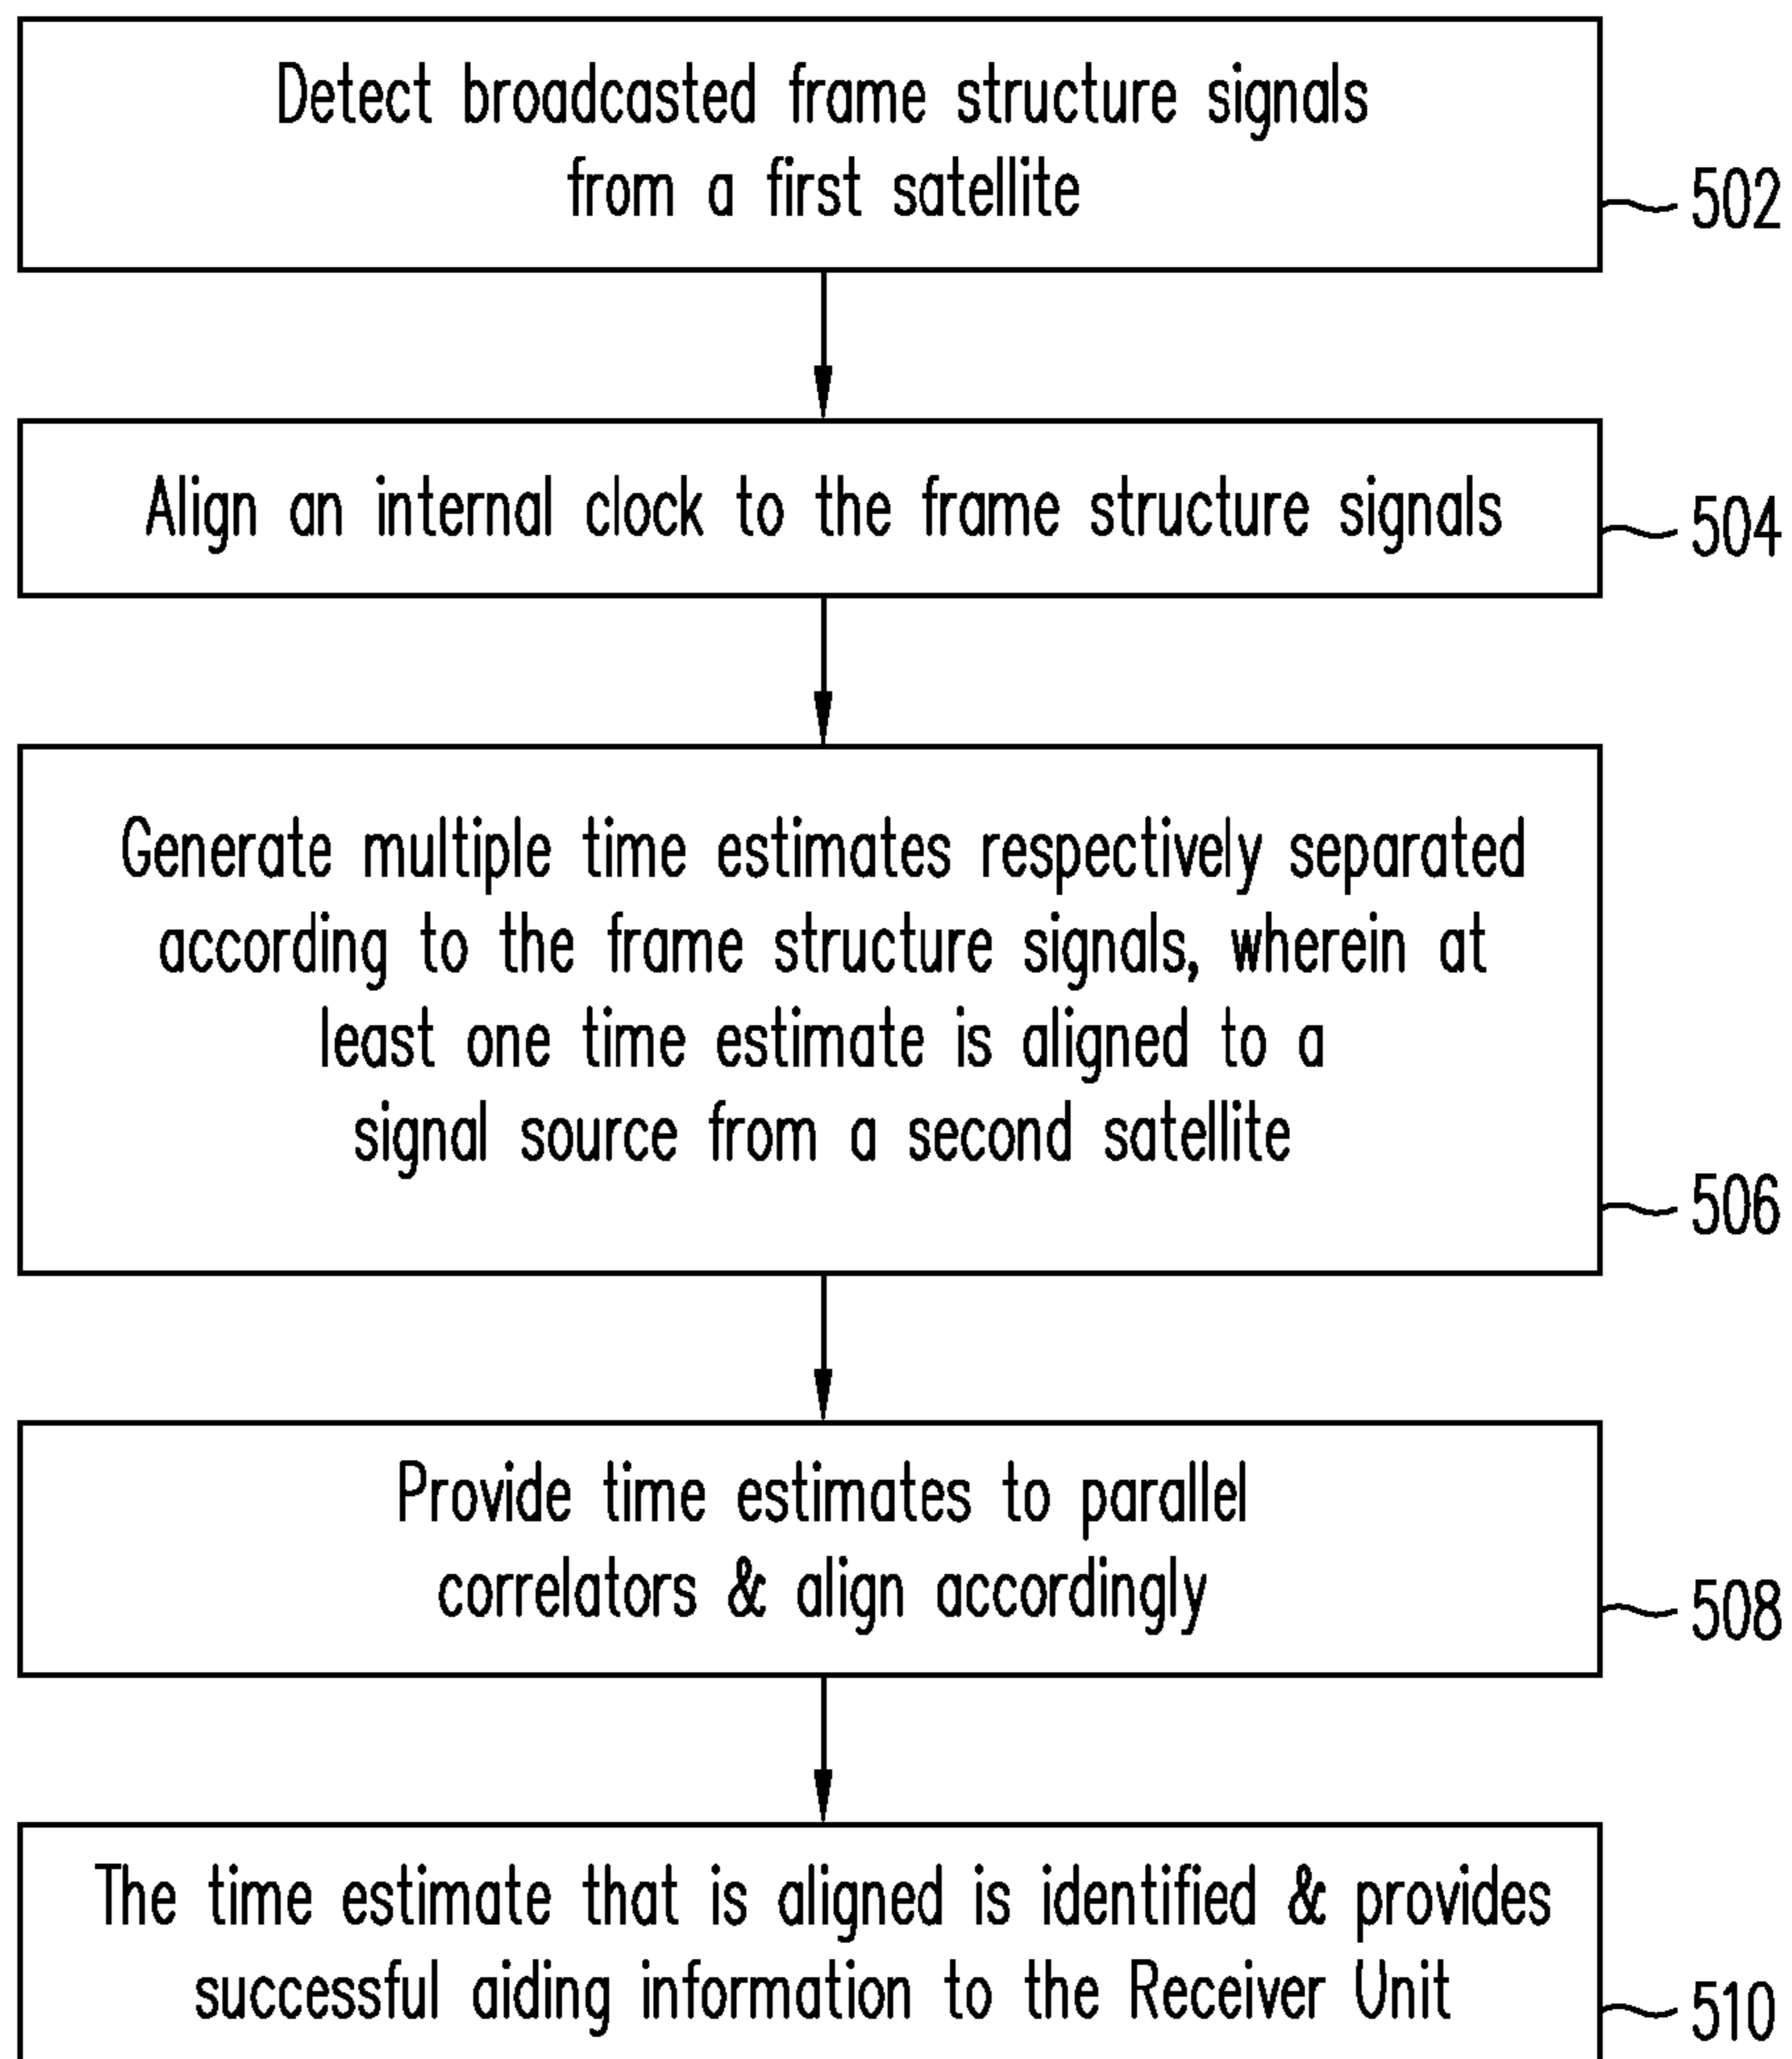 Detect broadcasted frame structure signals
from a first satellite
502
Align an internal clock to the frame structure signals
504
Generate multiple time estimates respectively separated
according to the frame structure signals, wherein at
least one time estimate is aligned to a
signal source from a second satellite
506
Provide time estimates to parallel
correlators & align accordingly
508
The time estimate that is aligned is identified & provides
successful aiding information to the Receiver Unit
510